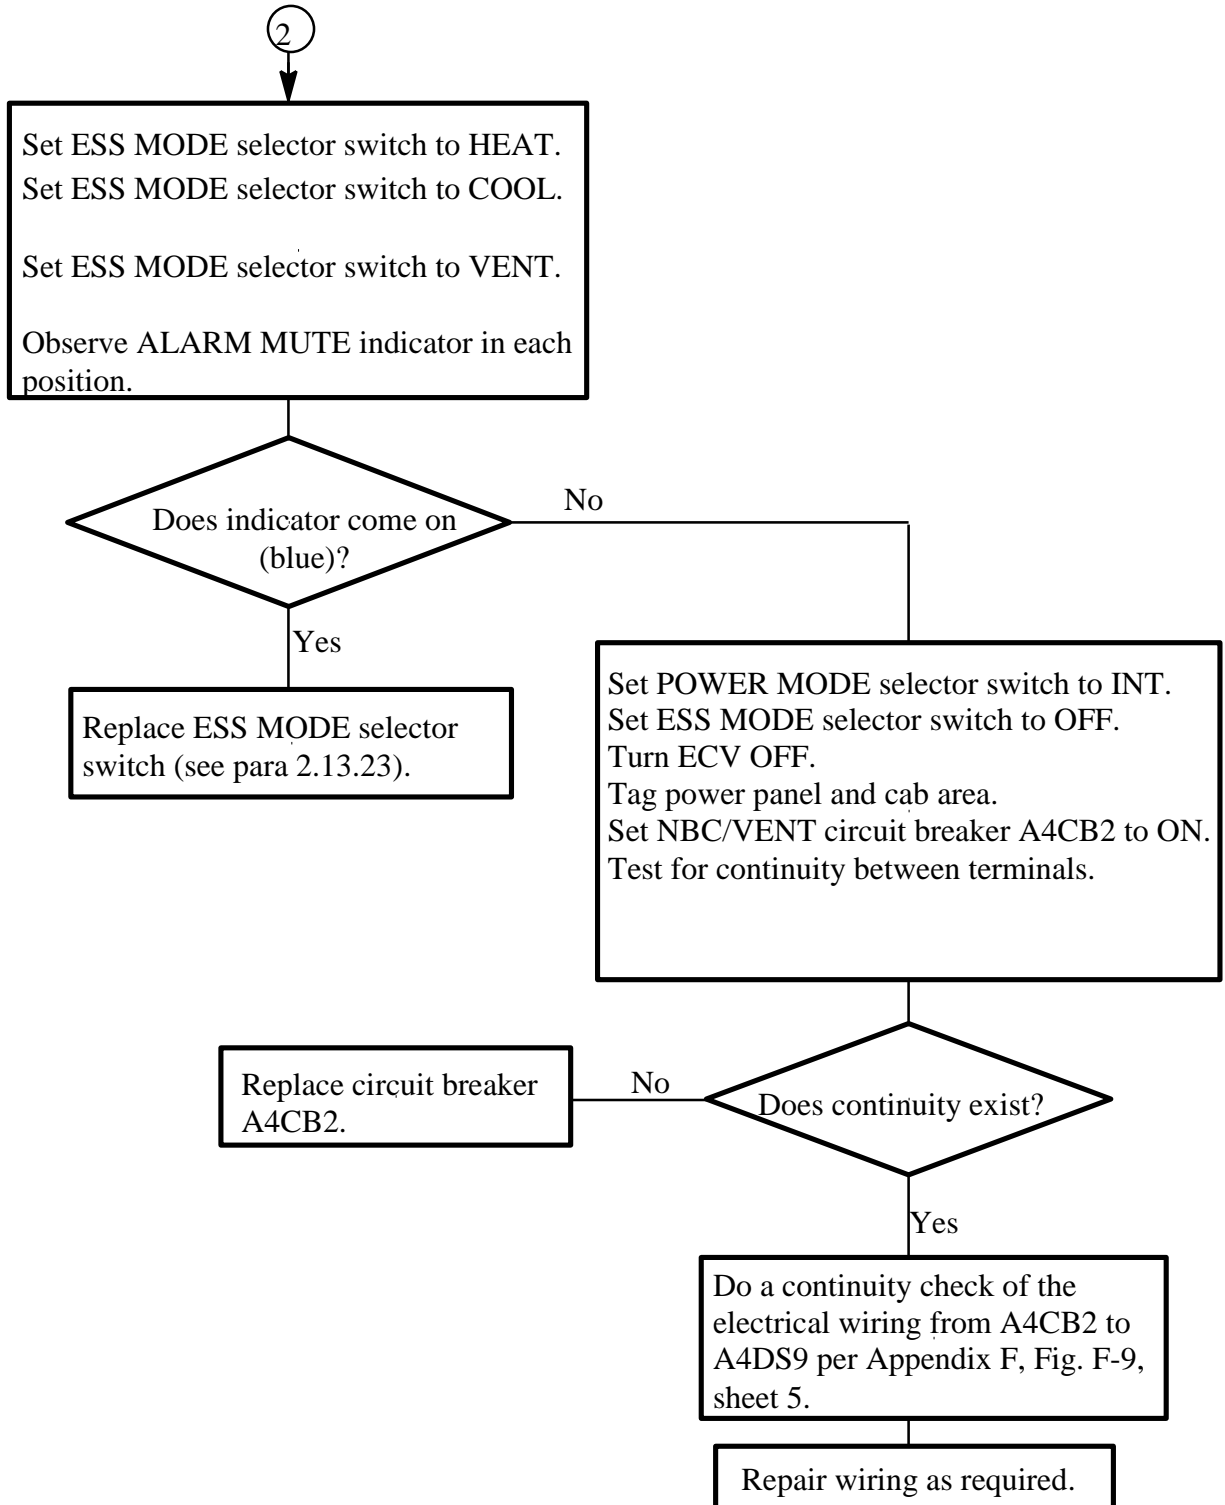 2
Set ESS MODE selector switch to HEAT.
Set ESS MODE selector switch to COOL.
Set ESS MODE selector switch to VENT.
Observe ALARM MUTE indicator in each
position.
Does indicator come on
(blue)?
No
Yes
Replace ESS MODE selector
switch (see para 2.13.23).
Set POWER MODE selector switch to INT.
Set ESS MODE selector switch to OFF.
Turn ECV OFF.
Tag power panel and cab area.
Set NBC/VENT circuit breaker A4CB2 to ON.
Test for continuity between terminals.
Does continuity exist?
No
Replace circuit breaker
A4CB2.
Yes
Do a continuity check of the
electrical wiring from A4CB2 to
A4DS9 per Appendix F, Fig. F-9,
sheet 5.
Repair wiring as required.